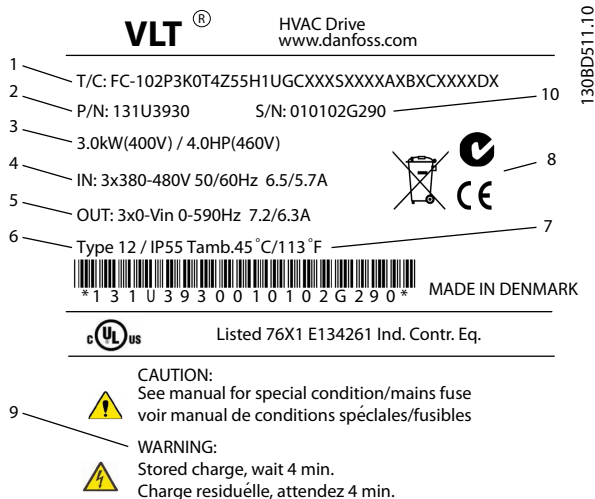 VLT ® HVAC Drive
www.danfoss.com
130BD511.10
1 T/C: FC-102P3K0T4Z55H1UGCXXXSXXXXAXBXCXXXXDX
2 P/N: 131U3930 S/N: 010102G290 10
3 3.0kW(400V) / 4.0HP(460V)
4 IN: 3x380-480V 50/60Hz 6.5/5.7A
CE 8
5 OUT: 3x0-Vin 0-590Hz 7.2/6.3A
6 Type 12 / IP55 Tamb.45˚C/113˚F 7
*131U3930010102G290* MADE IN DENMARK
c UL us Listed 76X1 E134261 Ind. Contr. Eq.
CAUTION:
See manual for special condition/mains fuse
voir manual de conditions spéclales/fusibles
9 WARNING:
Stored charge, wait 4 min.
Charge residuélle, attendez 4 min.